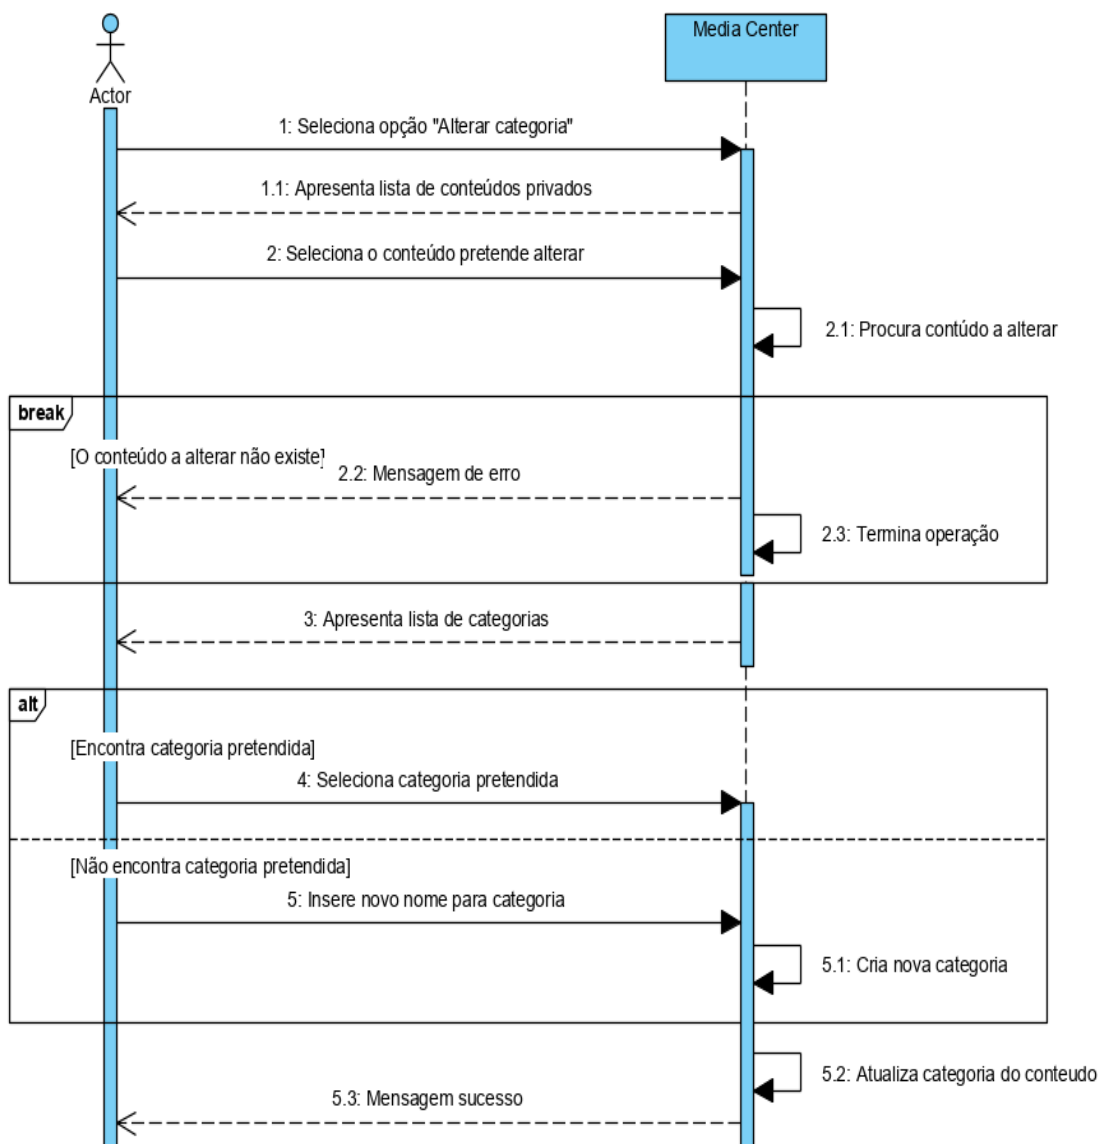 Media Center
Actor
1: Seleciona opção "Alterar categoria"
1.1: Apresenta lista de conteúdos privados
2: Seleciona o conteúdo pretende alterar
2.1: Procura contúdo a alterar
break
[O conteúdo a alterar não existe]
2.2: Mensagem de erro
2.3: Termina operação
3: Apresenta lista de categorias
alt
[Encontra categoria pretendida]
4: Seleciona categoria pretendida
[Não encontra categoria pretendida]
5: Insere novo nome para categoria
5.1: Cria nova categoria
5.2: Atualiza categoria do conteudo
5.3: Mensagem sucesso